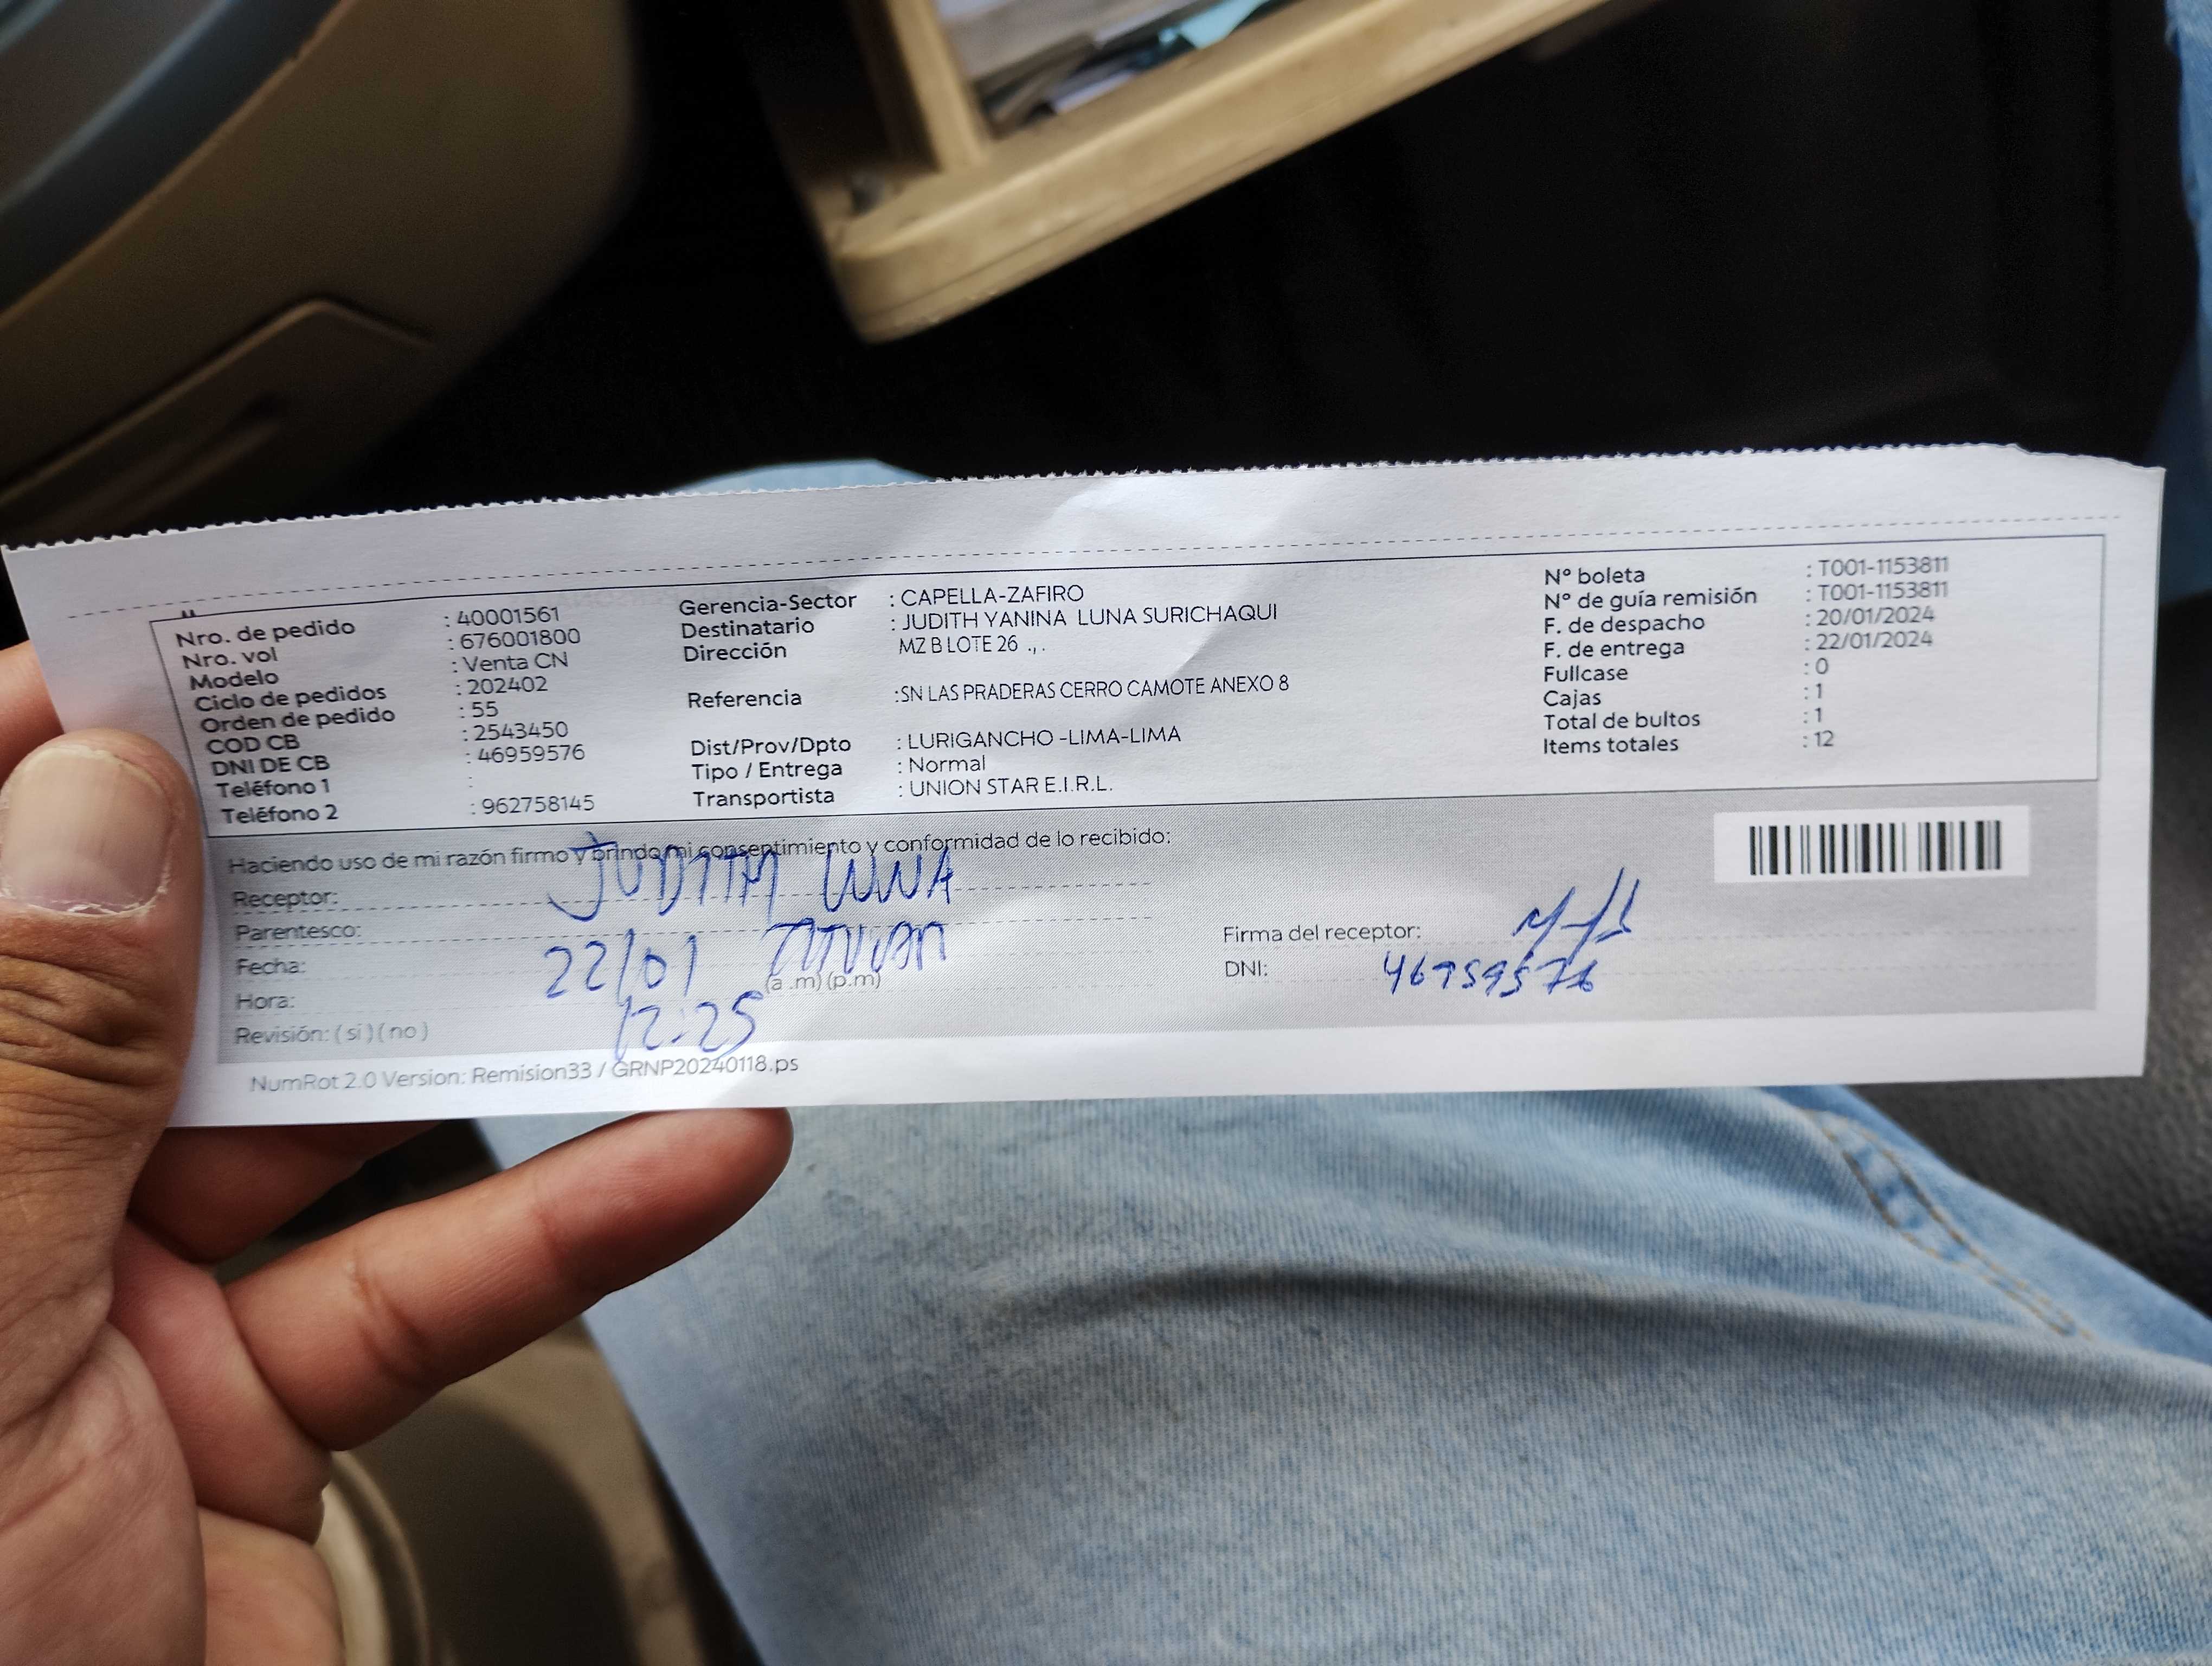 Nro. de pedido : 40001561
Nro. vol : 676001800
Modelo : Venta CN
Ciclo de pedidos : 202402
Orden de pedido : 55
COD CB : 2543450
DNI DE CB : 46959576
Teléfono 1 :
Teléfono 2 : 962758145
Gerencia-Sector : CAPELLA-ZAFIRO
Destinatario : JUDITH YANINA LUNA SURICHAQUI
Dirección MZ B LOTE 26 .,.
Referencia :SN LAS PRADERAS CERRO CAMOTE ANEXO 8
Dist/Prov/Dpto : LURIGANCHO -LIMA-LIMA
Tipo / Entrega : Normal
Transportista : UNION STAR E.I.R.L.
N° boleta : T001-1153811
N° de guía remisión : T001-1153811
F. de despacho : 20/01/2024
F. de entrega : 22/01/2024
Fullcase : 0
Cajas : 1
Total de bultos : 1
Items totales : 12
Haciendo uso de mi razón firmo y brindo mi consentimiento y conformidad de lo recibido:
Receptor: JUDITH LUNA
Parentesco:
Fecha: 22/01
Hora: 12:25 (a.m) (p.m)
Revisión: ( si ) ( no )
Firma del receptor:
DNI: 46959576
NumRot 2.0 Version: Remision33 / GRNP20240118.ps